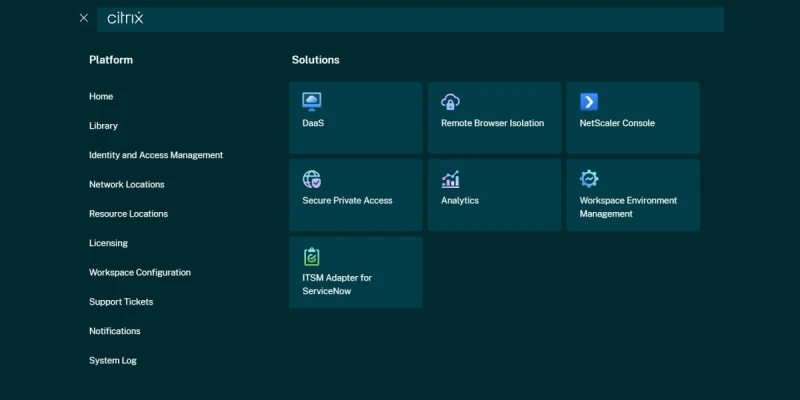 citrix
Platform
Home
Library
Identity and Access Management
Network Locations
Resource Locations
Licensing
Workspace Configuration
Support Tickets
Notifications
System Log
Solutions
DaaS
Remote Browser Isolation
NetScaler Console
Secure Private Access
Analytics
Workspace Environment
Management
ITSM Adapter for
ServiceNow